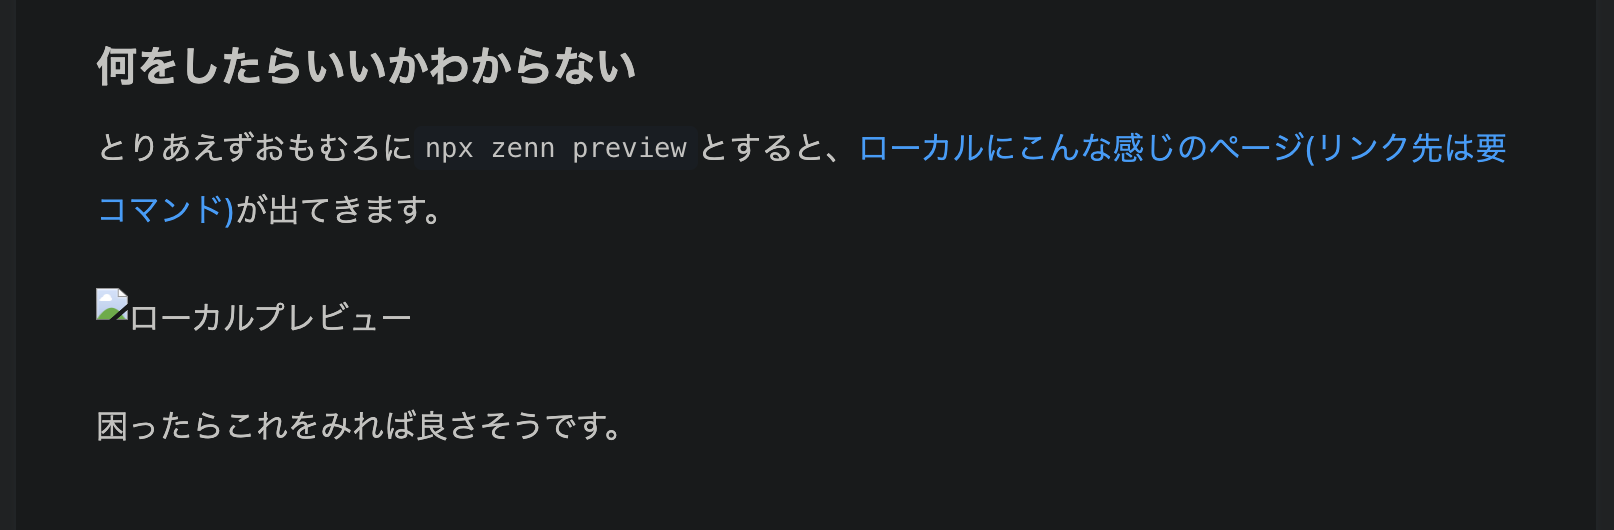 何をしたらいいかわからない
とりあえずおもむろに npx zenn preview とすると、ローカルにこんな感じのページ(リンク先は要
コマンド)が出てきます。
ローカルプレビュー
困ったらこれをみれば良さそうです。